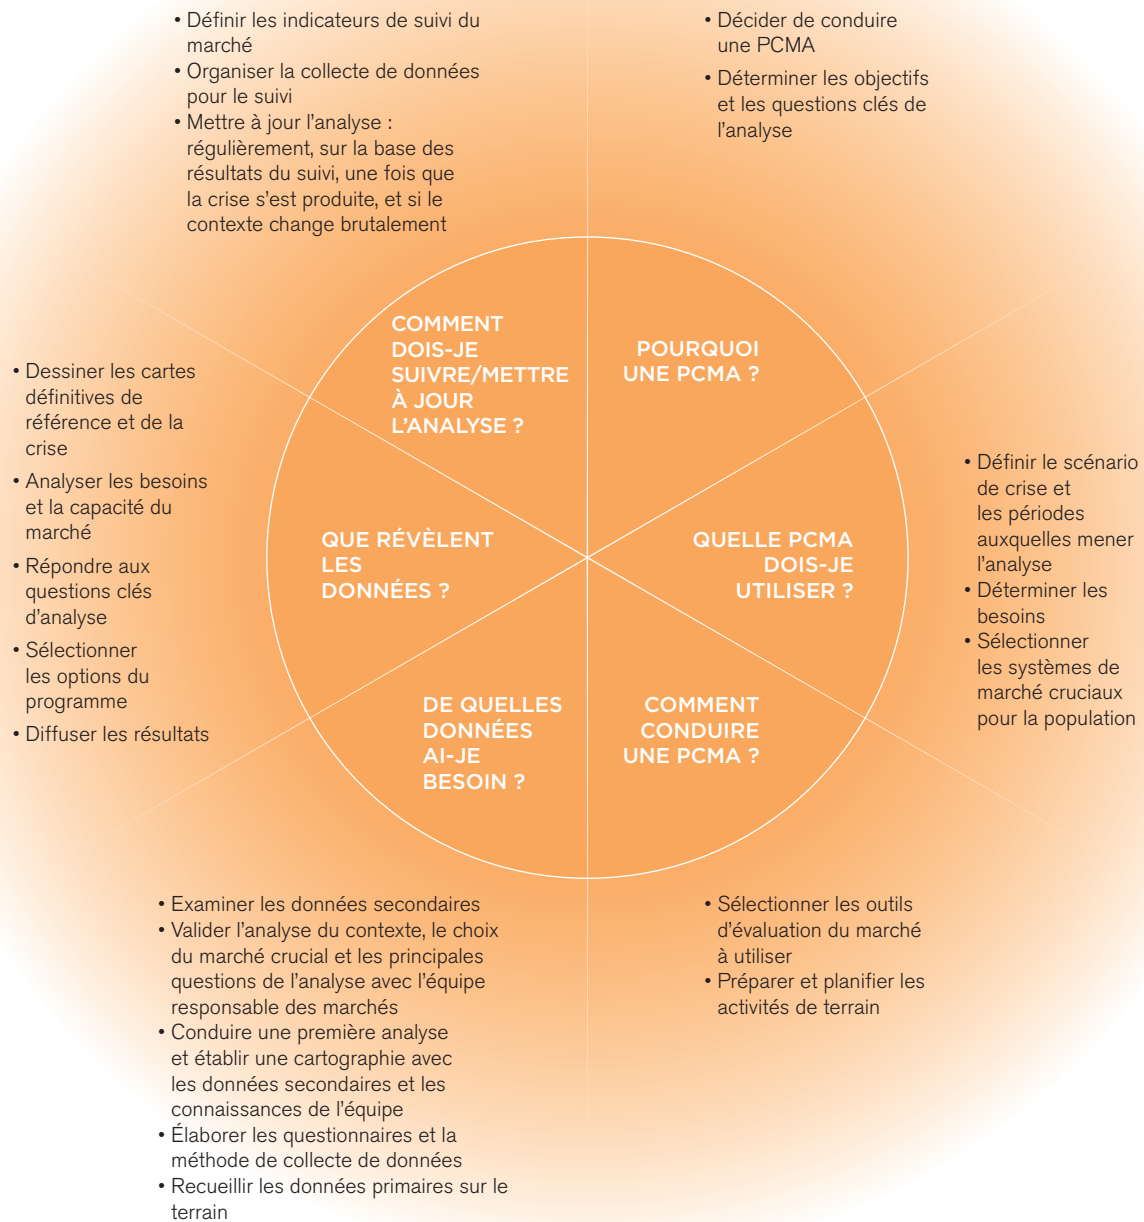 • Définir les indicateurs de suivi du
marché
• Organiser la collecte de données
pour le suivi
• Mettre à jour l’analyse :
régulièrement, sur la base des
résultats du suivi, une fois que
la crise s’est produite, et si le
contexte change brutalement
• Décider de conduire
une PCMA
• Déterminer les objectifs
et les questions clés de
l’analyse
COMMENT
DOIS-JE
SUIVRE/METTRE
À JOUR
L’ANALYSE ?
POURQUOI
UNE PCMA ?
• Dessiner les cartes
définitives de
référence et de la
crise
• Analyser les besoins
et la capacité du
marché
• Répondre aux
questions clés
d’analyse
• Sélectionner
les options du
programme
• Diffuser les résultats
QUE RÉVÈLENT
LES
DONNÉES ?
QUELLE PCMA
DOIS-JE
UTILISER ?
• Définir le scénario
de crise et
les périodes
auxquelles mener
l’analyse
• Déterminer les
besoins
• Sélectionner
les systèmes de
marché cruciaux
pour la population
DE QUELLES
DONNÉES
AI-JE
BESOIN ?
COMMENT
CONDUIRE
UNE PCMA ?
• Examiner les données secondaires
• Valider l’analyse du contexte, le choix
du marché crucial et les principales
questions de l’analyse avec l’équipe
responsable des marchés
• Conduire une première analyse
et établir une cartographie avec
les données secondaires et les
connaissances de l’équipe
• Élaborer les questionnaires et la
méthode de collecte de données
• Recueillir les données primaires sur le
terrain
• Sélectionner les outils
d’évaluation du marché
à utiliser
• Préparer et planifier les
activités de terrain